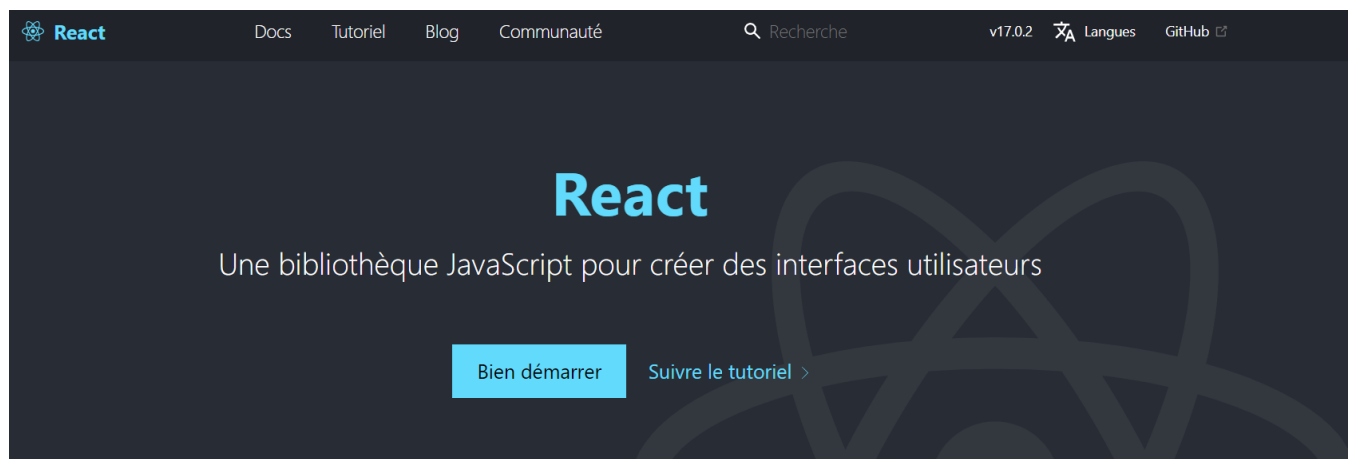 React Docs Tutoriel Blog Communauté Recherche v17.0.2 Langues GitHub
React
Une bibliothèque JavaScript pour créer des interfaces utilisateurs
Bien démarrer Suivre le tutoriel >